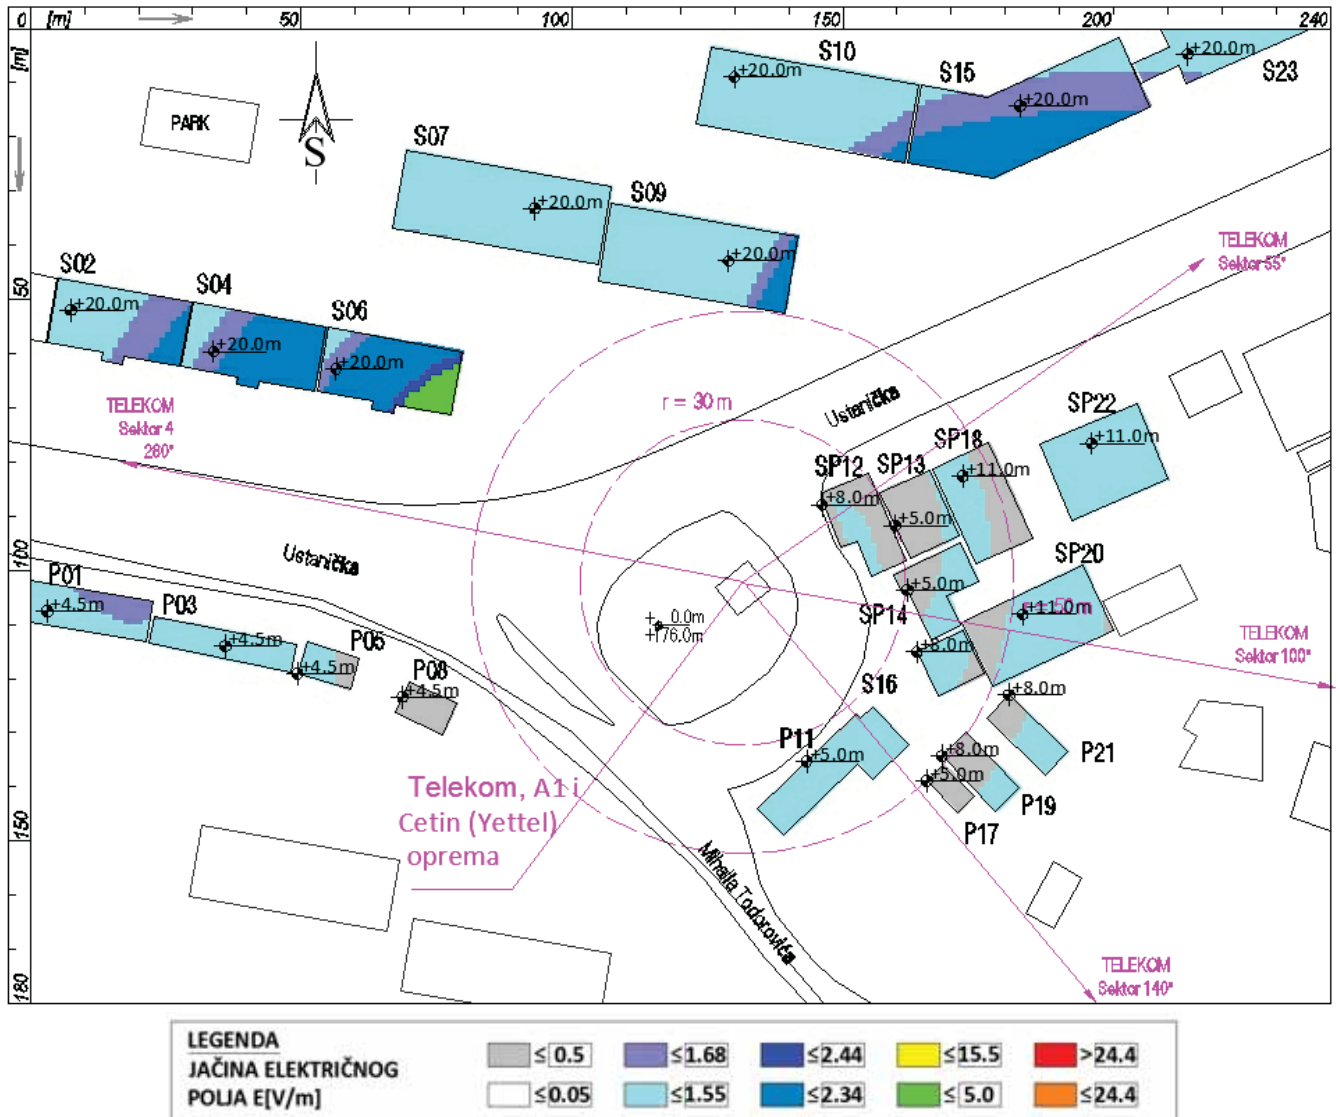 0 [m] 50 100 150 200 240
[m]
50
100
150
180
PARK
S
S10
S15
S23
+20.0m
+20.0m
+20.0m
S07
S09
+20.0m
+20.0m
TELEKOM
Sektor 55°
S02
S04
S06
+20.0m
+20.0m
+20.0m
TELEKOM
Sektor 4
280°
r = 30 m
Ustanička
SP22
+11.0m
SP12
SP13
SP18
+8.0m
+5.0m
+11.0m
Ustanička
P01
+4.5m
P03
+4.5m
P05
+4.5m
P08
+4.5m
0.0m
+176.0m
SP14
+5.0m
+8.0m
SP20
+11.0m
TELEKOM
Sektor 100°
S16
P11
+5.0m
+8.0m
P21
+8.0m
P19
+5.0m
P17
Telekom, A1 i
Cetin (Yettel)
oprema
Mihaila Todorovića
TELEKOM
Sektor 140°
LEGENDA
JAČINA ELEKTRIČNOG
POLJA E[V/m]
≤ 0.5 ≤1.68 ≤2.44 ≤15.5 >24.4
≤0.05 ≤1.55 ≤2.34 ≤ 5.0 ≤24.4